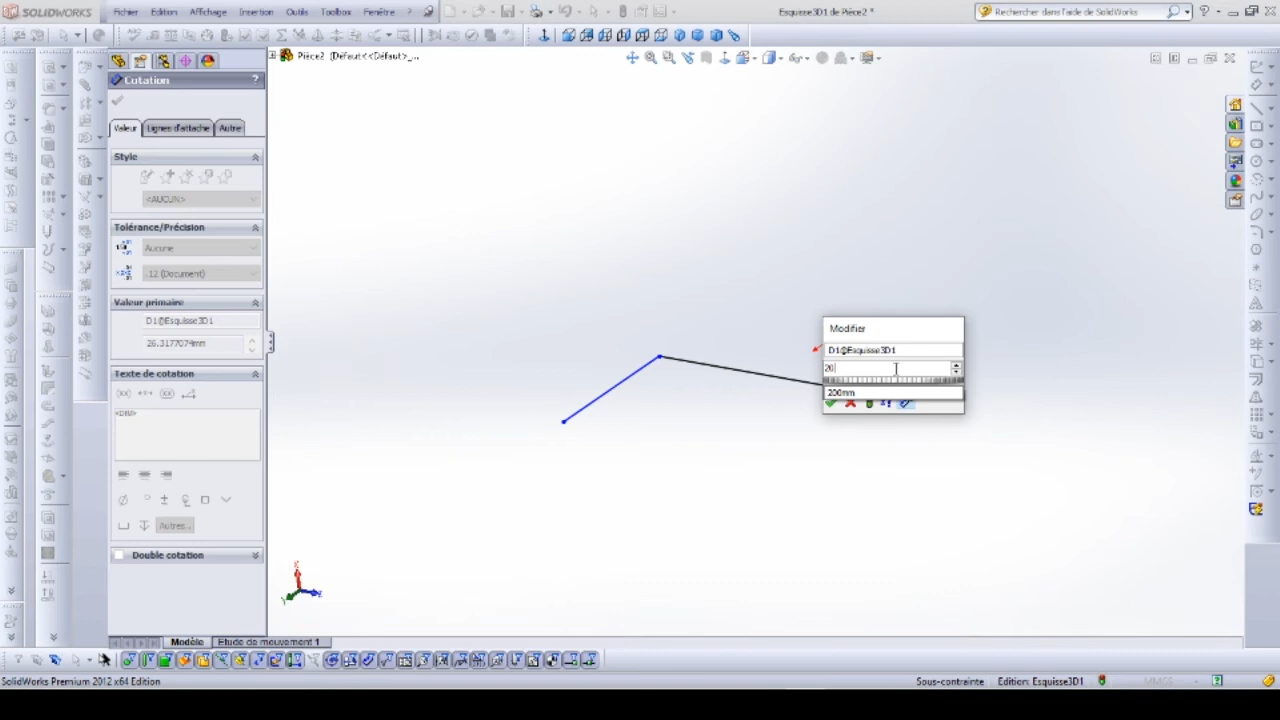 SOLIDWORKS
Fichier Edition Affichage Insertion Outils Toolbox Fenêtre ?
Esquisse3D1 de Pièce2 *
Rechercher dans l'aide de SolidWorks
Pièce2 (Défaut<<Défaut>_...
Cotation ?
Valeur Lignes d'attache Autre
Style
<AUCUN>
Tolérance/Précision
Aucune
.12 (Document)
Valeur primaire
D1@Esquisse3D1
26.3177074mm
Texte de cotation
<DIM>
Autres...
Double cotation
Modifier
D1@Esquisse3D1
20
200mm
Modèle Etude de mouvement 1
SolidWorks Premium 2012 x64 Edition
Sous-contrainte Edition: Esquisse3D1 MMGS